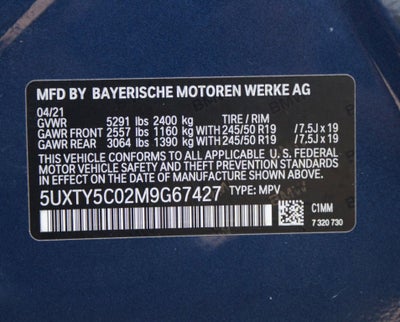 MFD BY BAYERISCHE MOTOREN WERKE AG
04/21
GVWR 5291 lbs 2400 kg TIRE / RIM
GAWR FRONT 2557 lbs 1160 kg WITH 245/50 R19 /7.5J x 19
GAWR REAR 3064 lbs 1390 kg WITH 245/50 R19 /7.5J x 19
THIS VEHICLE CONFORMS TO ALL APPLICABLE FEDERAL
MOTOR VEHICLE SAFETY, BUMPER, AND THEFT PREVENTION
STANDARDS IN EFFECT ON THE DATE OF
MANUFACTURE SHOWN ABOVE.
5UXTY5C02M9G67427 TYPE: MPV
C1MM
7 320 730